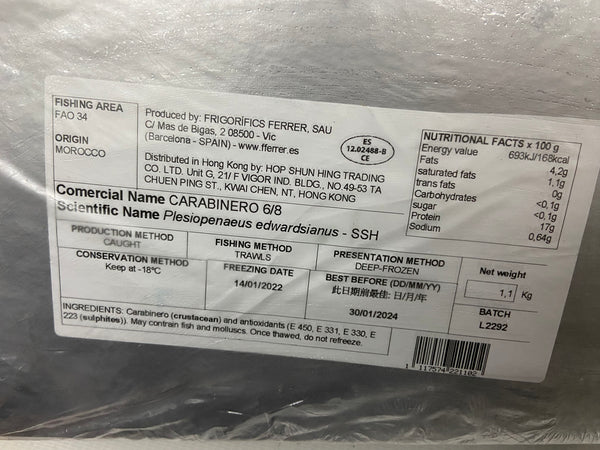 FISHING AREA
FAO 34
ORIGIN
MOROCCO
Produced by: FRIGORÍFICS FERRER, SAU
C/ Mas de Bigas, 2 08500 - Vic
(Barcelona - SPAIN) - www.fferrer.es
ES
12.02488-B
CE
Distributed in Hong Kong by: HOP SHUN HING TRADING
CO. LTD. Unit G, 21/F VIGOR IND. BLDG., NO.49-53 TA
CHUEN PING ST., KWAI CHEN, NT, HONG KONG
NUTRITIONAL FACTS x 100 g
Energy value 693kJ/168kcal
Fats 4,2g
saturated fats 1,1g
trans fats 0g
Carbohydrates <0,1g
sugar <0,1g
Protein 17g
Sodium 0,64g
Comercial Name CARABINERO 6/8
Scientific Name Plesiopenaeus edwardsianus - SSH
PRODUCTION METHOD
CAUGHT
FISHING METHOD
TRAWLS
PRESENTATION METHOD
DEEP-FROZEN
Net weight
1,1 Kg
CONSERVATION METHOD
Keep at -18ºC
FREEZING DATE
14/01/2022
BEST BEFORE (DD/MM/YY)
此日期前最佳: 日/月/年
30/01/2024
BATCH
L2292
INGREDIENTS: Carabinero (crustacean) and antioxidants (E 450, E 331, E 330, E
223 (sulphites)). May contain fish and molluscs. Once thawed, do not refreeze.
1 117574 221102